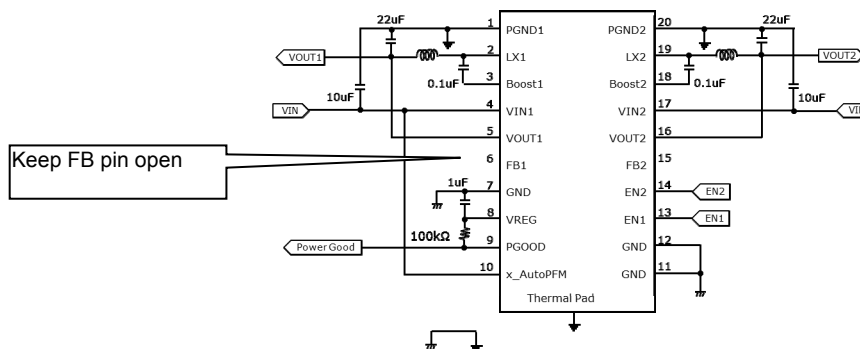 22uF
1 PGND1 PGND2 20
22uF
VOUT1 2 LX1 LX2 19 VOUT2
0.1uF 3 Boost1 Boost2 18 0.1uF
10uF 10uF
VIN 4 VIN1 VIN2 17
5 VOUT1 VOUT2 16
Keep FB pin open
6 FB1 FB2 15
1uF
7 GND EN2 14 EN2
8 VREG EN1 13 EN1
100kΩ
Power Good 9 PGOOD GND 12
10 x_AutoPFM GND 11
Thermal Pad